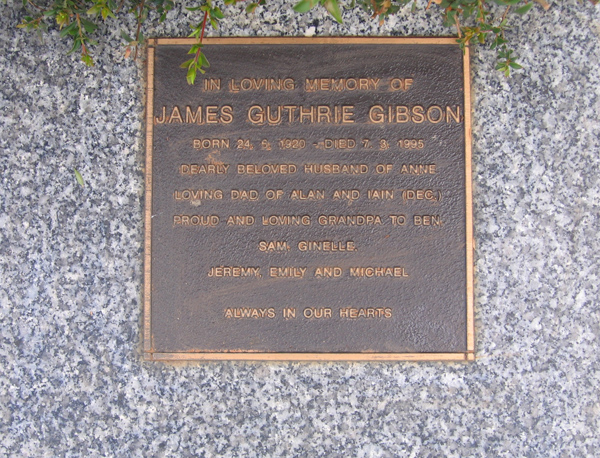 IN LOVING MEMORY OF
JAMES GUTHRIE GIBSON
BORN 24. 5. 1920 - DIED 7. 3. 1995
DEARLY BELOVED HUSBAND OF ANNE
LOVING DAD OF ALAN AND IAIN (DEC.)
PROUD AND LOVING GRANDPA TO BEN,
SAM, GINELLE,
JEREMY, EMILY AND MICHAEL
ALWAYS IN OUR HEARTS